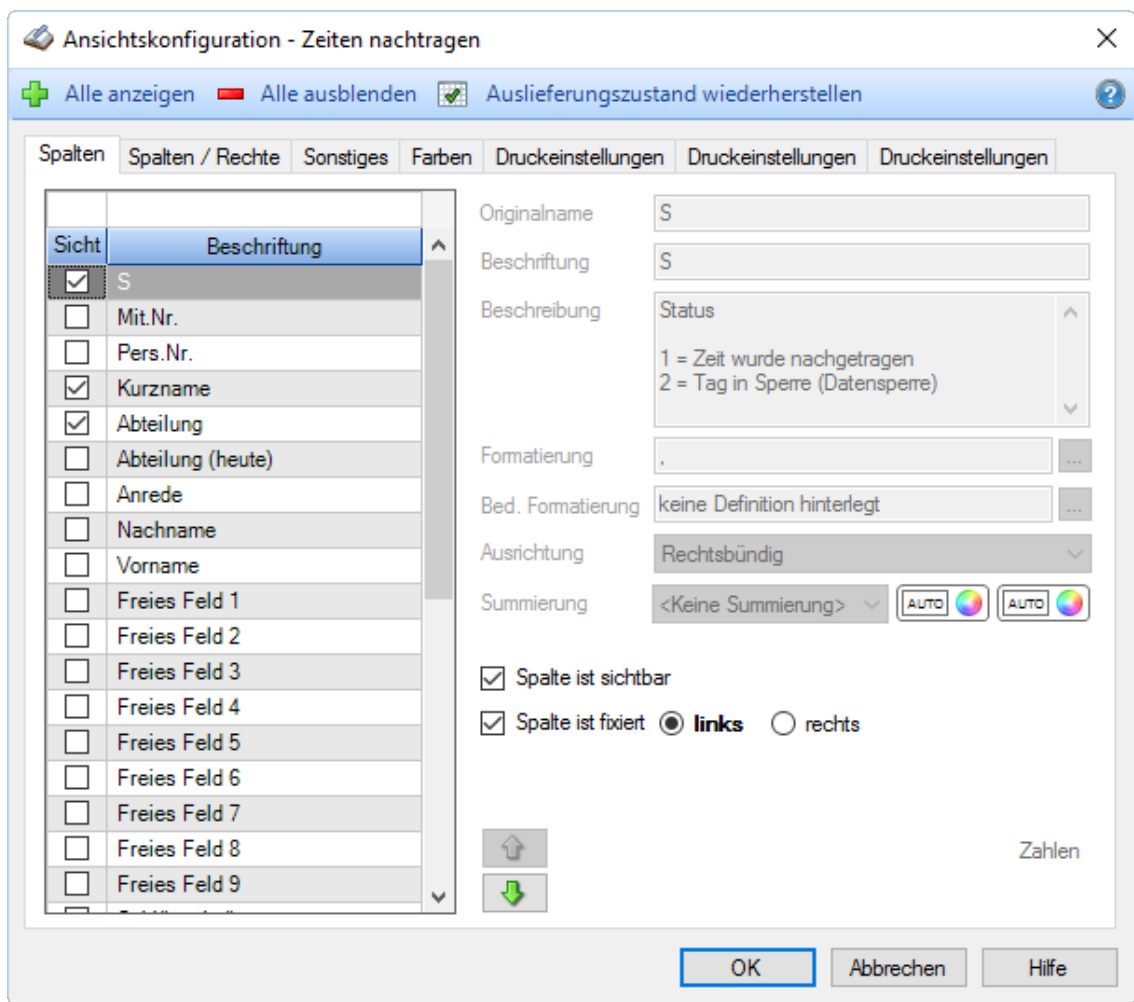 Ansichtskonfiguration - Zeiten nachtragen
Alle anzeigen Alle ausblenden Auslieferungszustand wiederherstellen
Spalten Spalten / Rechte Sonstiges Farben Druckeinstellungen Druckeinstellungen Druckeinstellungen
Sicht Beschriftung
S
Mit.Nr.
Pers.Nr.
Kurzname
Abteilung
Abteilung (heute)
Anrede
Nachname
Vorname
Freies Feld 1
Freies Feld 2
Freies Feld 3
Freies Feld 4
Freies Feld 5
Freies Feld 6
Freies Feld 7
Freies Feld 8
Freies Feld 9
Originalname S
Beschriftung S
Beschreibung Status
1 = Zeit wurde nachgetragen
2 = Tag in Sperre (Datensperre)
Formatierung , ...
Bed. Formatierung keine Definition hinterlegt ...
Ausrichtung Rechtsbündig
Summierung <Keine Summierung> AUTO AUTO
Spalte ist sichtbar
Spalte ist fixiert links rechts
Zahlen
OK Abbrechen Hilfe